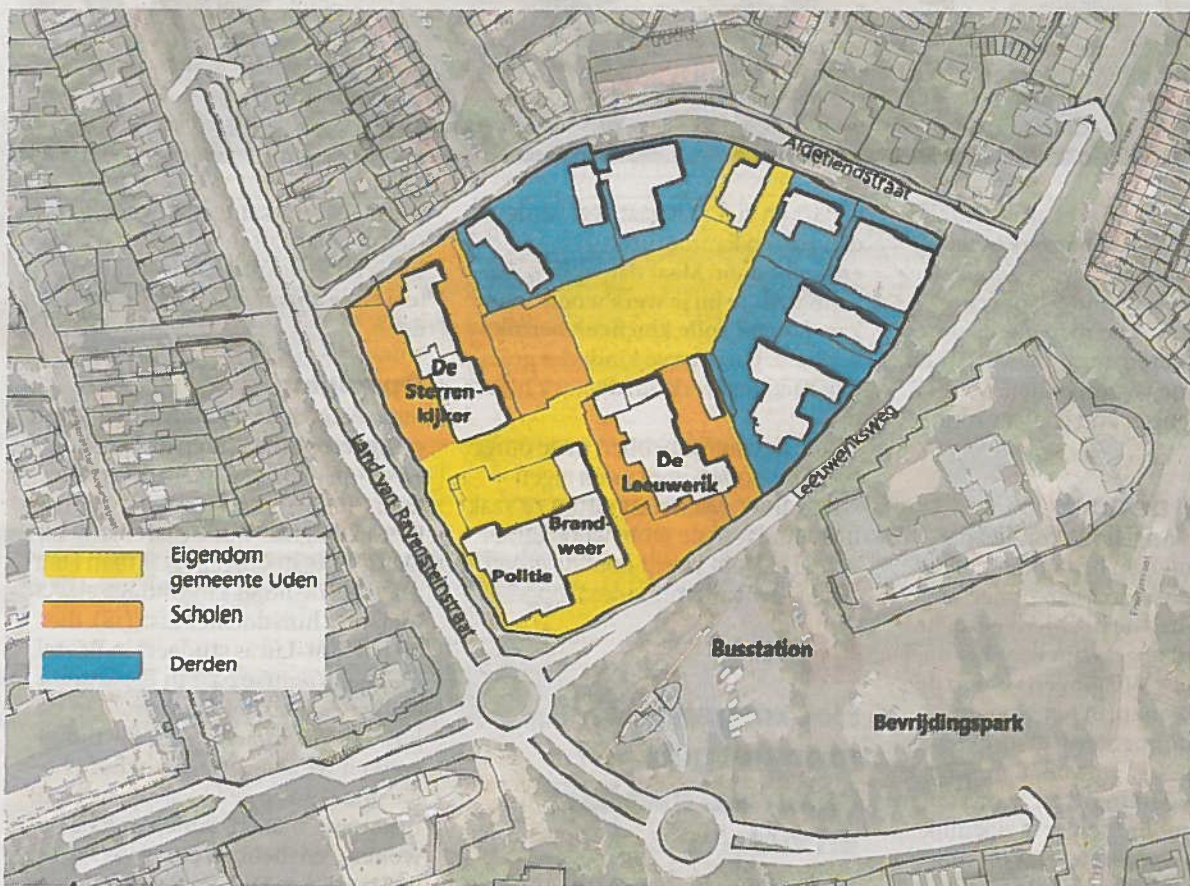 Aldetiendstraat
De
Sterren-
kijker
Land van Ravensteinstraat
De
Leeuwerik
Leeuweriksweg
Brand-
weer
Politie
Eigendom
gemeente Uden
Scholen
Derden
Busstation
Bevrijdingspark